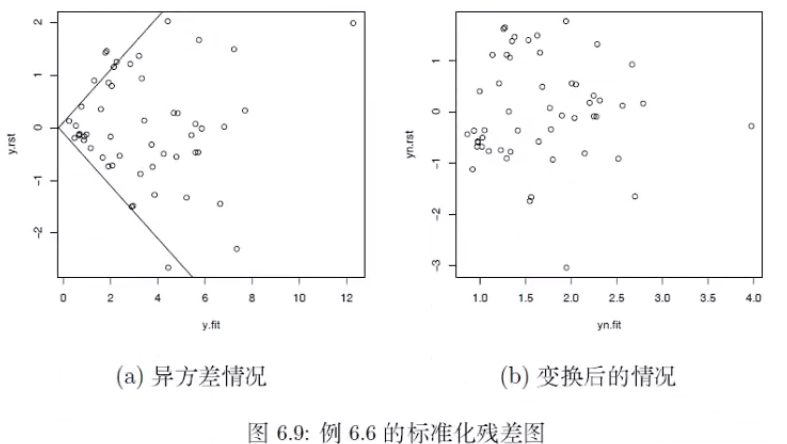 2
1
0
-1
-2
y.rst
0 2 4 6 8 10 12
y.fit
1
0
-1
-2
-3
yn.rst
1.0 1.5 2.0 2.5 3.0 3.5 4.0
yn.fit
(a) 异方差情况
(b) 变换后的情况
图 6.9: 例 6.6 的标准化残差图